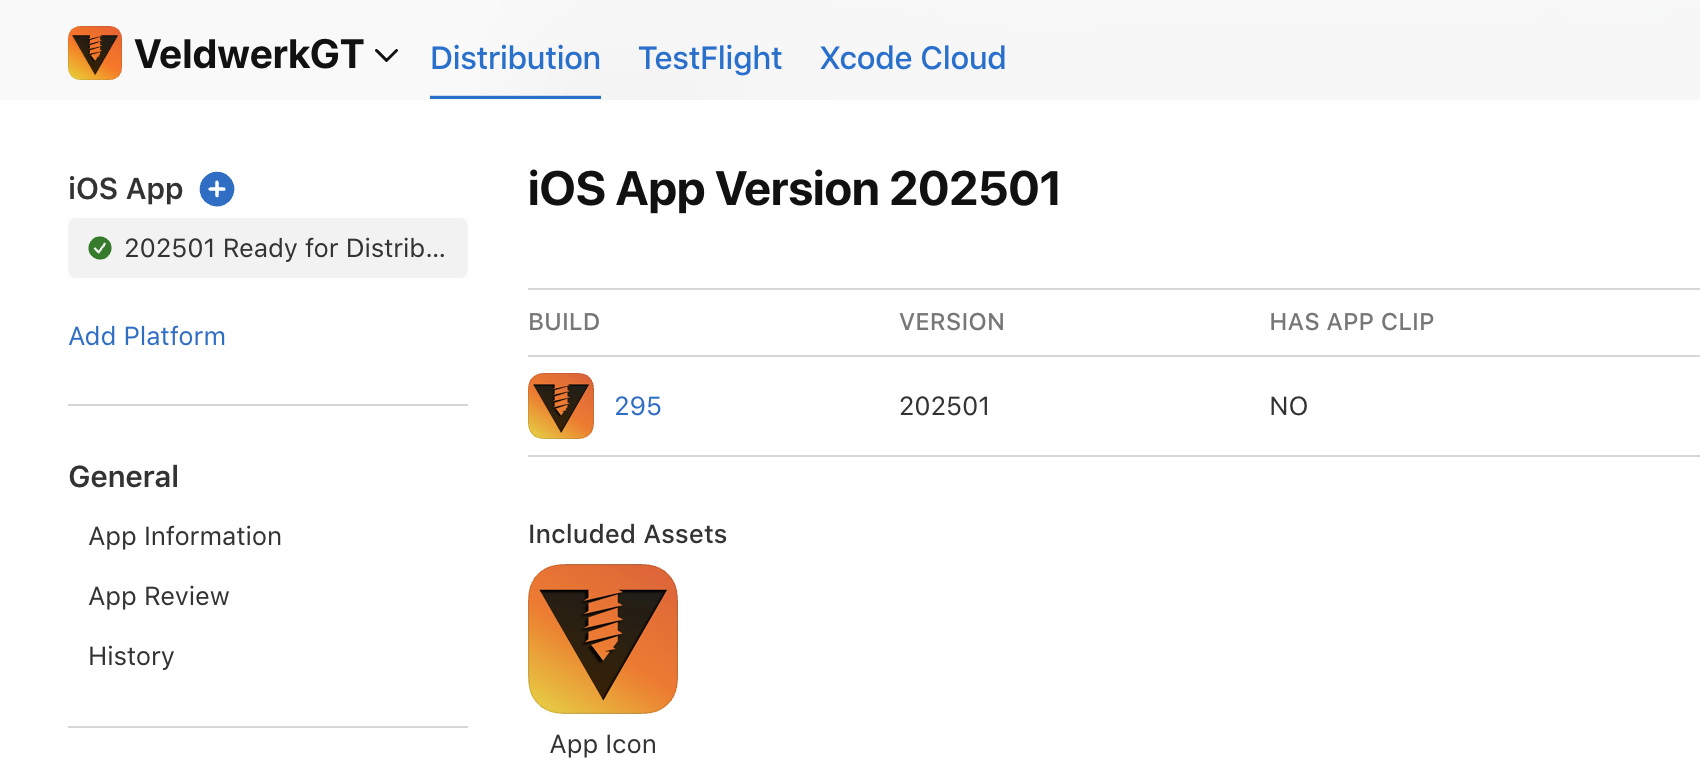 VeldwerkGT Distribution TestFlight Xcode Cloud
iOS App
202501 Ready for Distrib...
Add Platform
General
App Information
App Review
History
iOS App Version 202501
BUILD VERSION HAS APP CLIP
295 202501 NO
Included Assets
App Icon